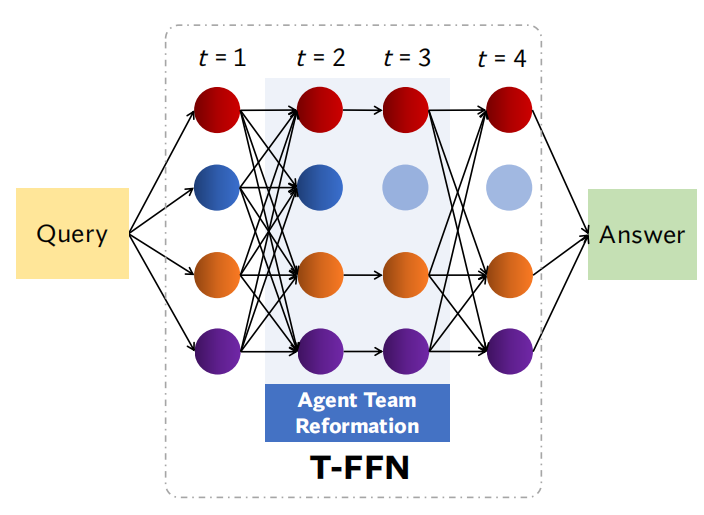 t = 1
t = 2
t = 3
t = 4
Query
Answer
Agent Team
Reformation
T-FFN